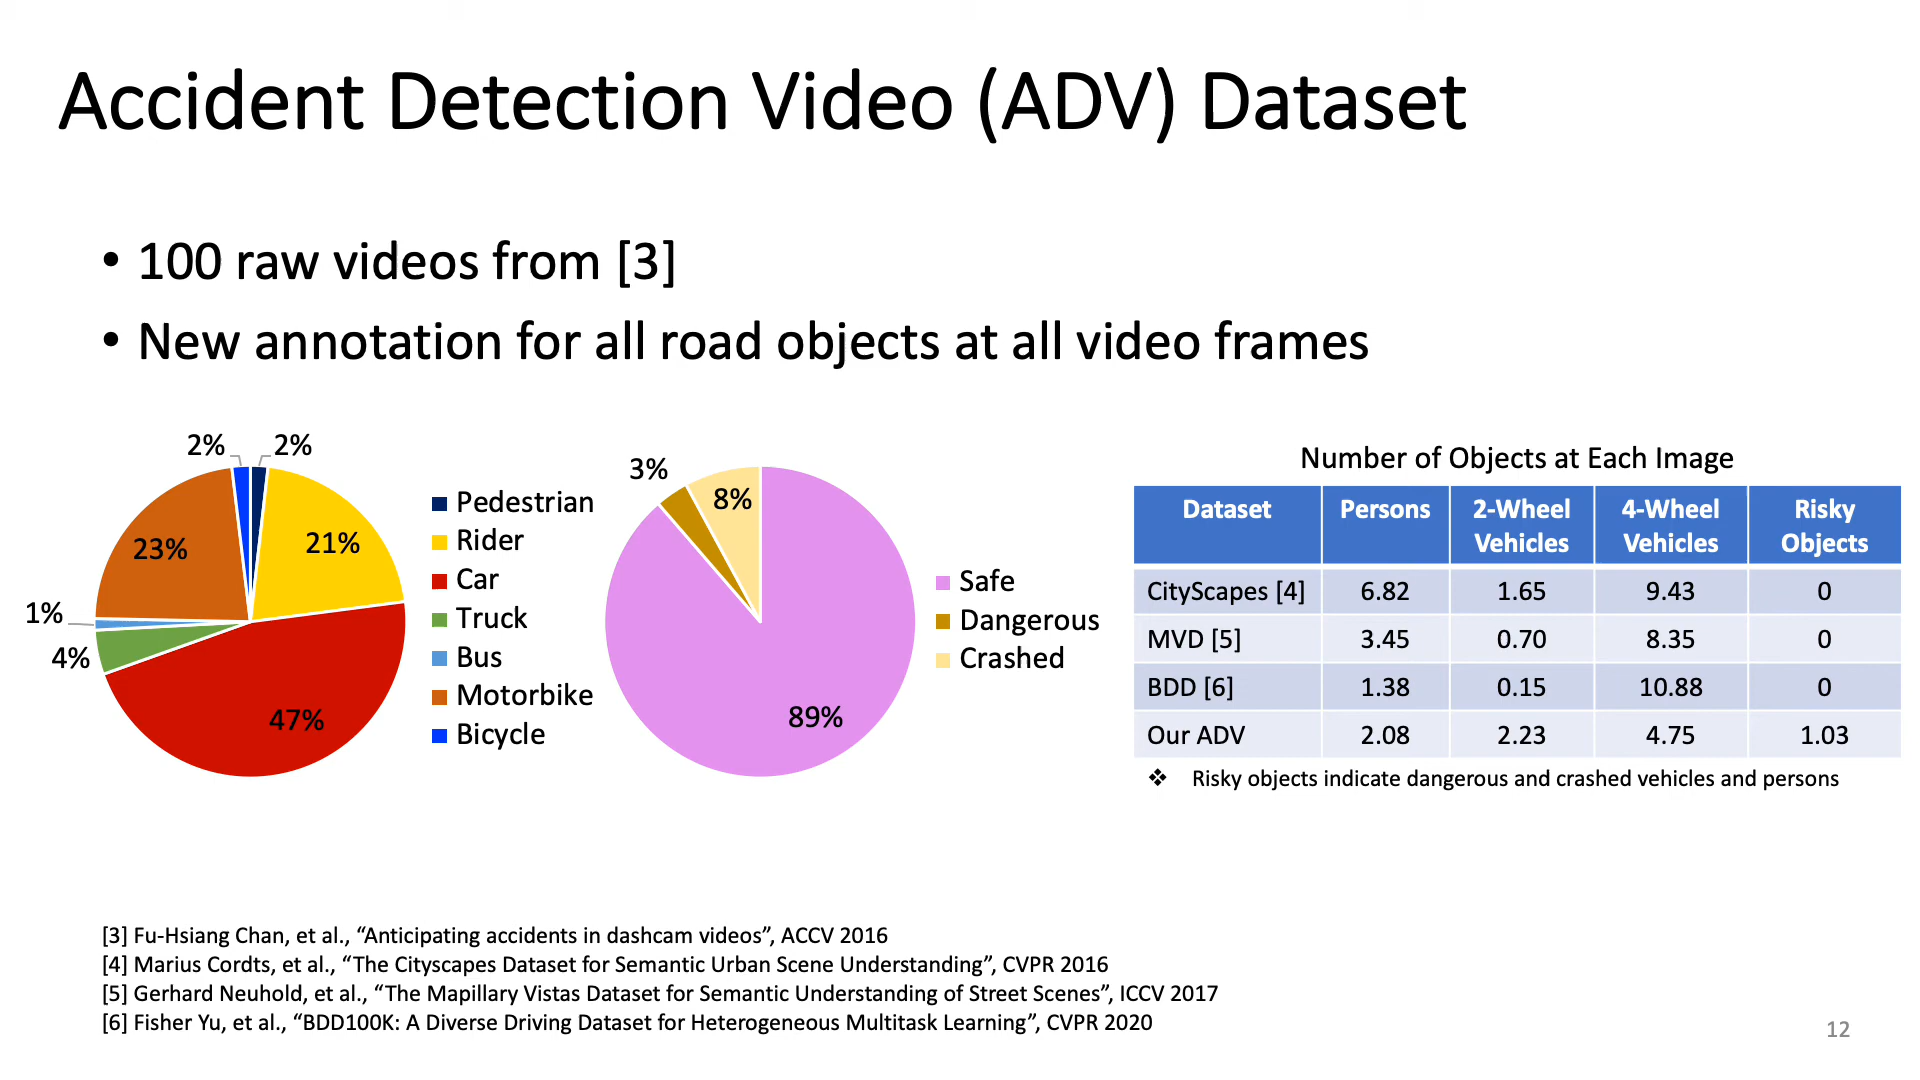 Accident Detection Video (ADV) Dataset
• 100 raw videos from [3]
• New annotation for all road objects at all video frames
2% 2%
21%
23%
1%
4%
47%
Pedestrian
Rider
Car
Truck
Bus
Motorbike
Bicycle
3%
8%
89%
Safe
Dangerous
Crashed
Number of Objects at Each Image
Dataset Persons 2-Wheel Vehicles 4-Wheel Vehicles Risky Objects
CityScapes [4] 6.82 1.65 9.43 0
MVD [5] 3.45 0.70 8.35 0
BDD [6] 1.38 0.15 10.88 0
Our ADV 2.08 2.23 4.75 1.03
❖ Risky objects indicate dangerous and crashed vehicles and persons
[3] Fu-Hsiang Chan, et al., “Anticipating accidents in dashcam videos”, ACCV 2016
[4] Marius Cordts, et al., “The Cityscapes Dataset for Semantic Urban Scene Understanding”, CVPR 2016
[5] Gerhard Neuhold, et al., “The Mapillary Vistas Dataset for Semantic Understanding of Street Scenes”, ICCV 2017
[6] Fisher Yu, et al., “BDD100K: A Diverse Driving Dataset for Heterogeneous Multitask Learning”, CVPR 2020
12